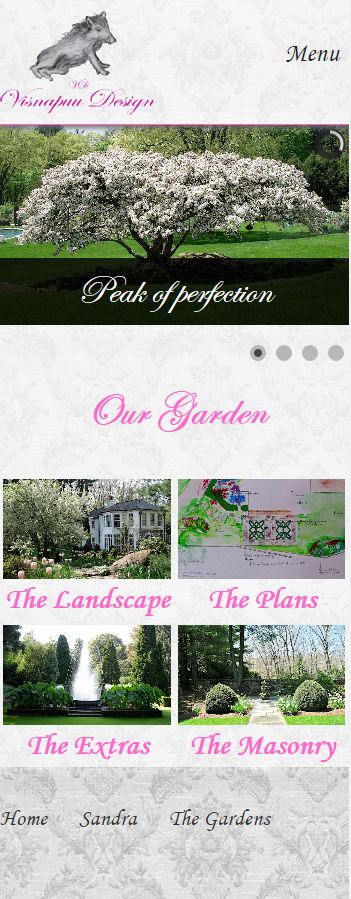 Menu
VD
Visnapuu Design
Peak of perfection
Our Garden
The Landscape
The Plans
The Extras
The Masonry
Home
Sandra
The Gardens